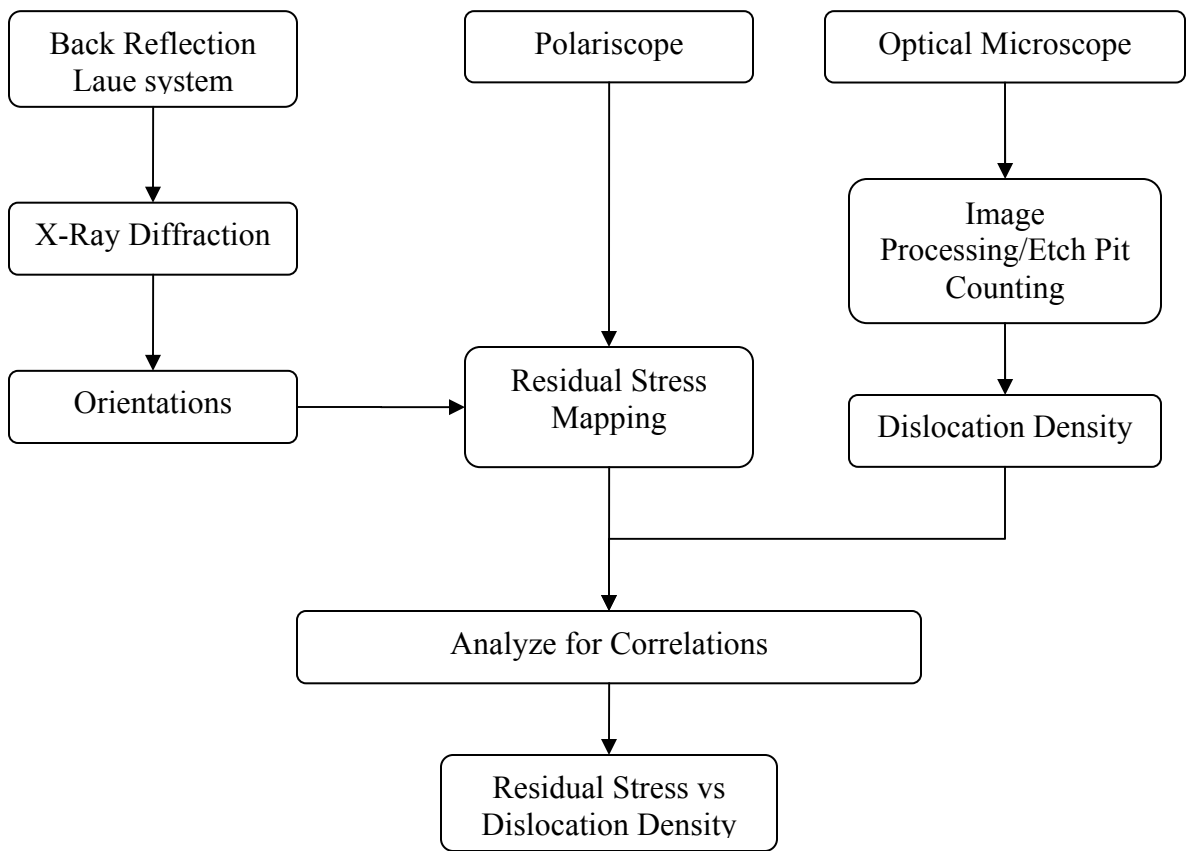 Back Reflection
Laue system
Polariscope
Optical Microscope
X-Ray Diffraction
Image
Processing/Etch Pit
Counting
Orientations
Residual Stress
Mapping
Dislocation Density
Analyze for Correlations
Residual Stress vs
Dislocation Density